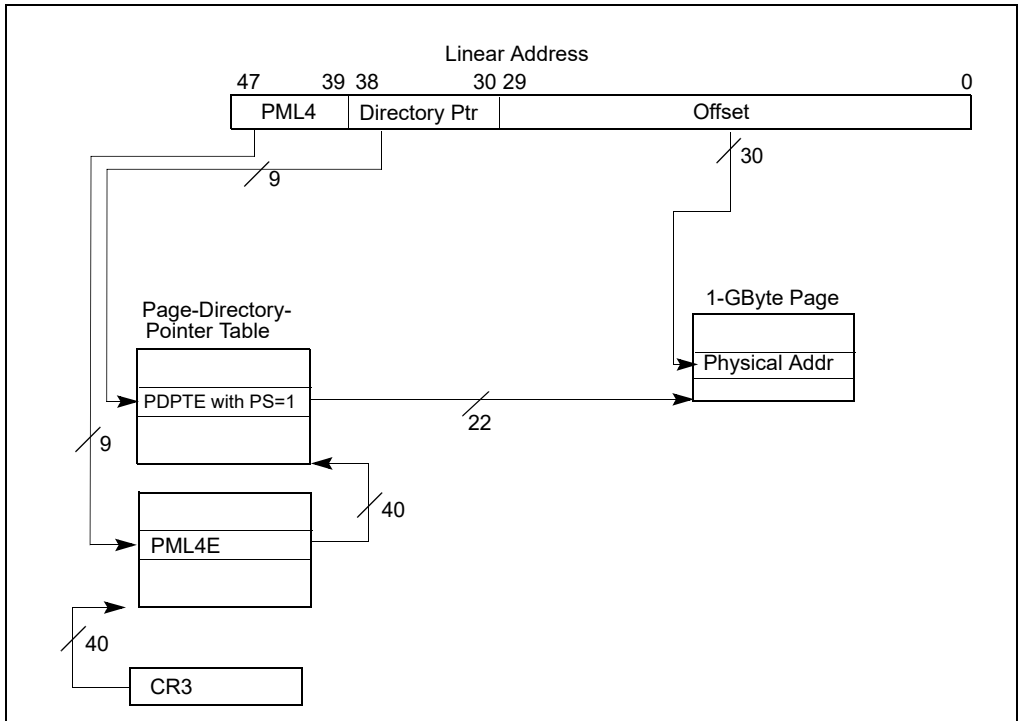 Linear Address
47 39 38 30 29 0
PML4 Directory Ptr Offset
9
30
1-GByte Page
Page-Directory-
Pointer Table
Physical Addr
PDPTE with PS=1
22
9
40
PML4E
40
CR3